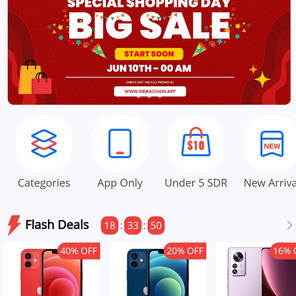 SPECIAL SHOPPING DAY
BIG SALE
START SOON
JUN 10TH - 00 AM
CHECK OUT THE FULL PROMO AT
WWW.SIDRACHAIN.APP
$10
NEW
Categories
App Only
Under 5 SDR
New Arriva
Flash Deals 18 : 33 : 50
40% OFF
20% OFF
16% O